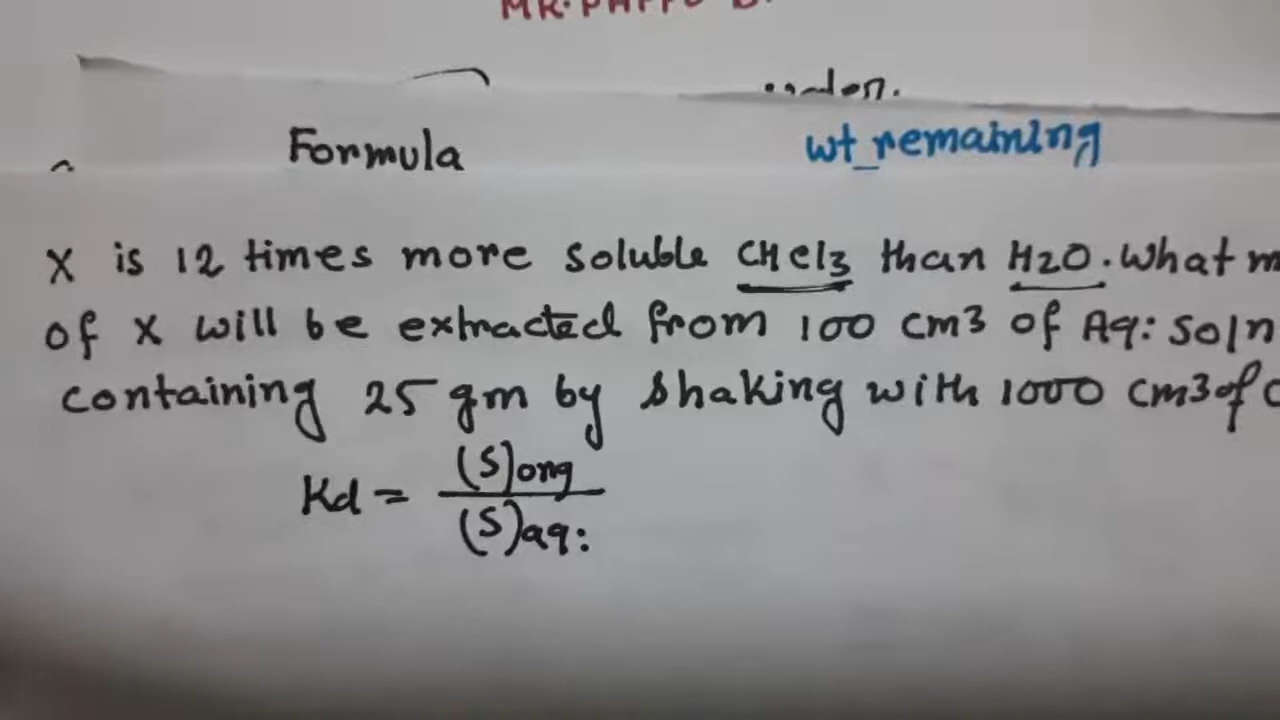 Formula wt_remaining
X is 12 times more soluble CHCl3 than H2O. What
of X will be extracted from 100 cm3 of Aq: soln
containing 25 gm by shaking with 1000 cm3 of
Kd = (S)org
(S)aq: